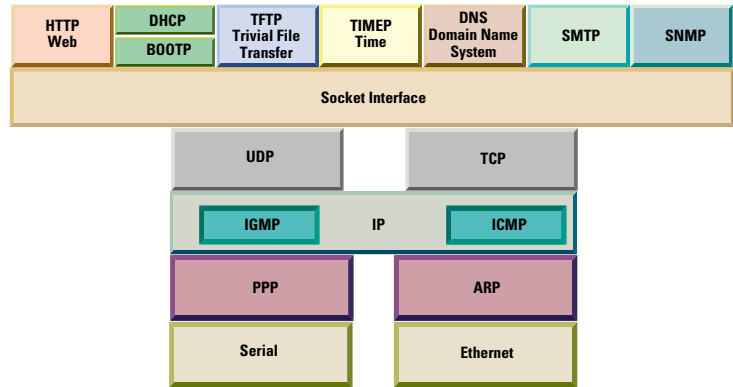 HTTP
Web
DHCP
BOOTP
TFTP
Trivial File
Transfer
TIMEP
Time
DNS
Domain Name
System
SMTP
SNMP
Socket Interface
UDP
TCP
IGMP
IP
ICMP
PPP
ARP
Serial
Ethernet